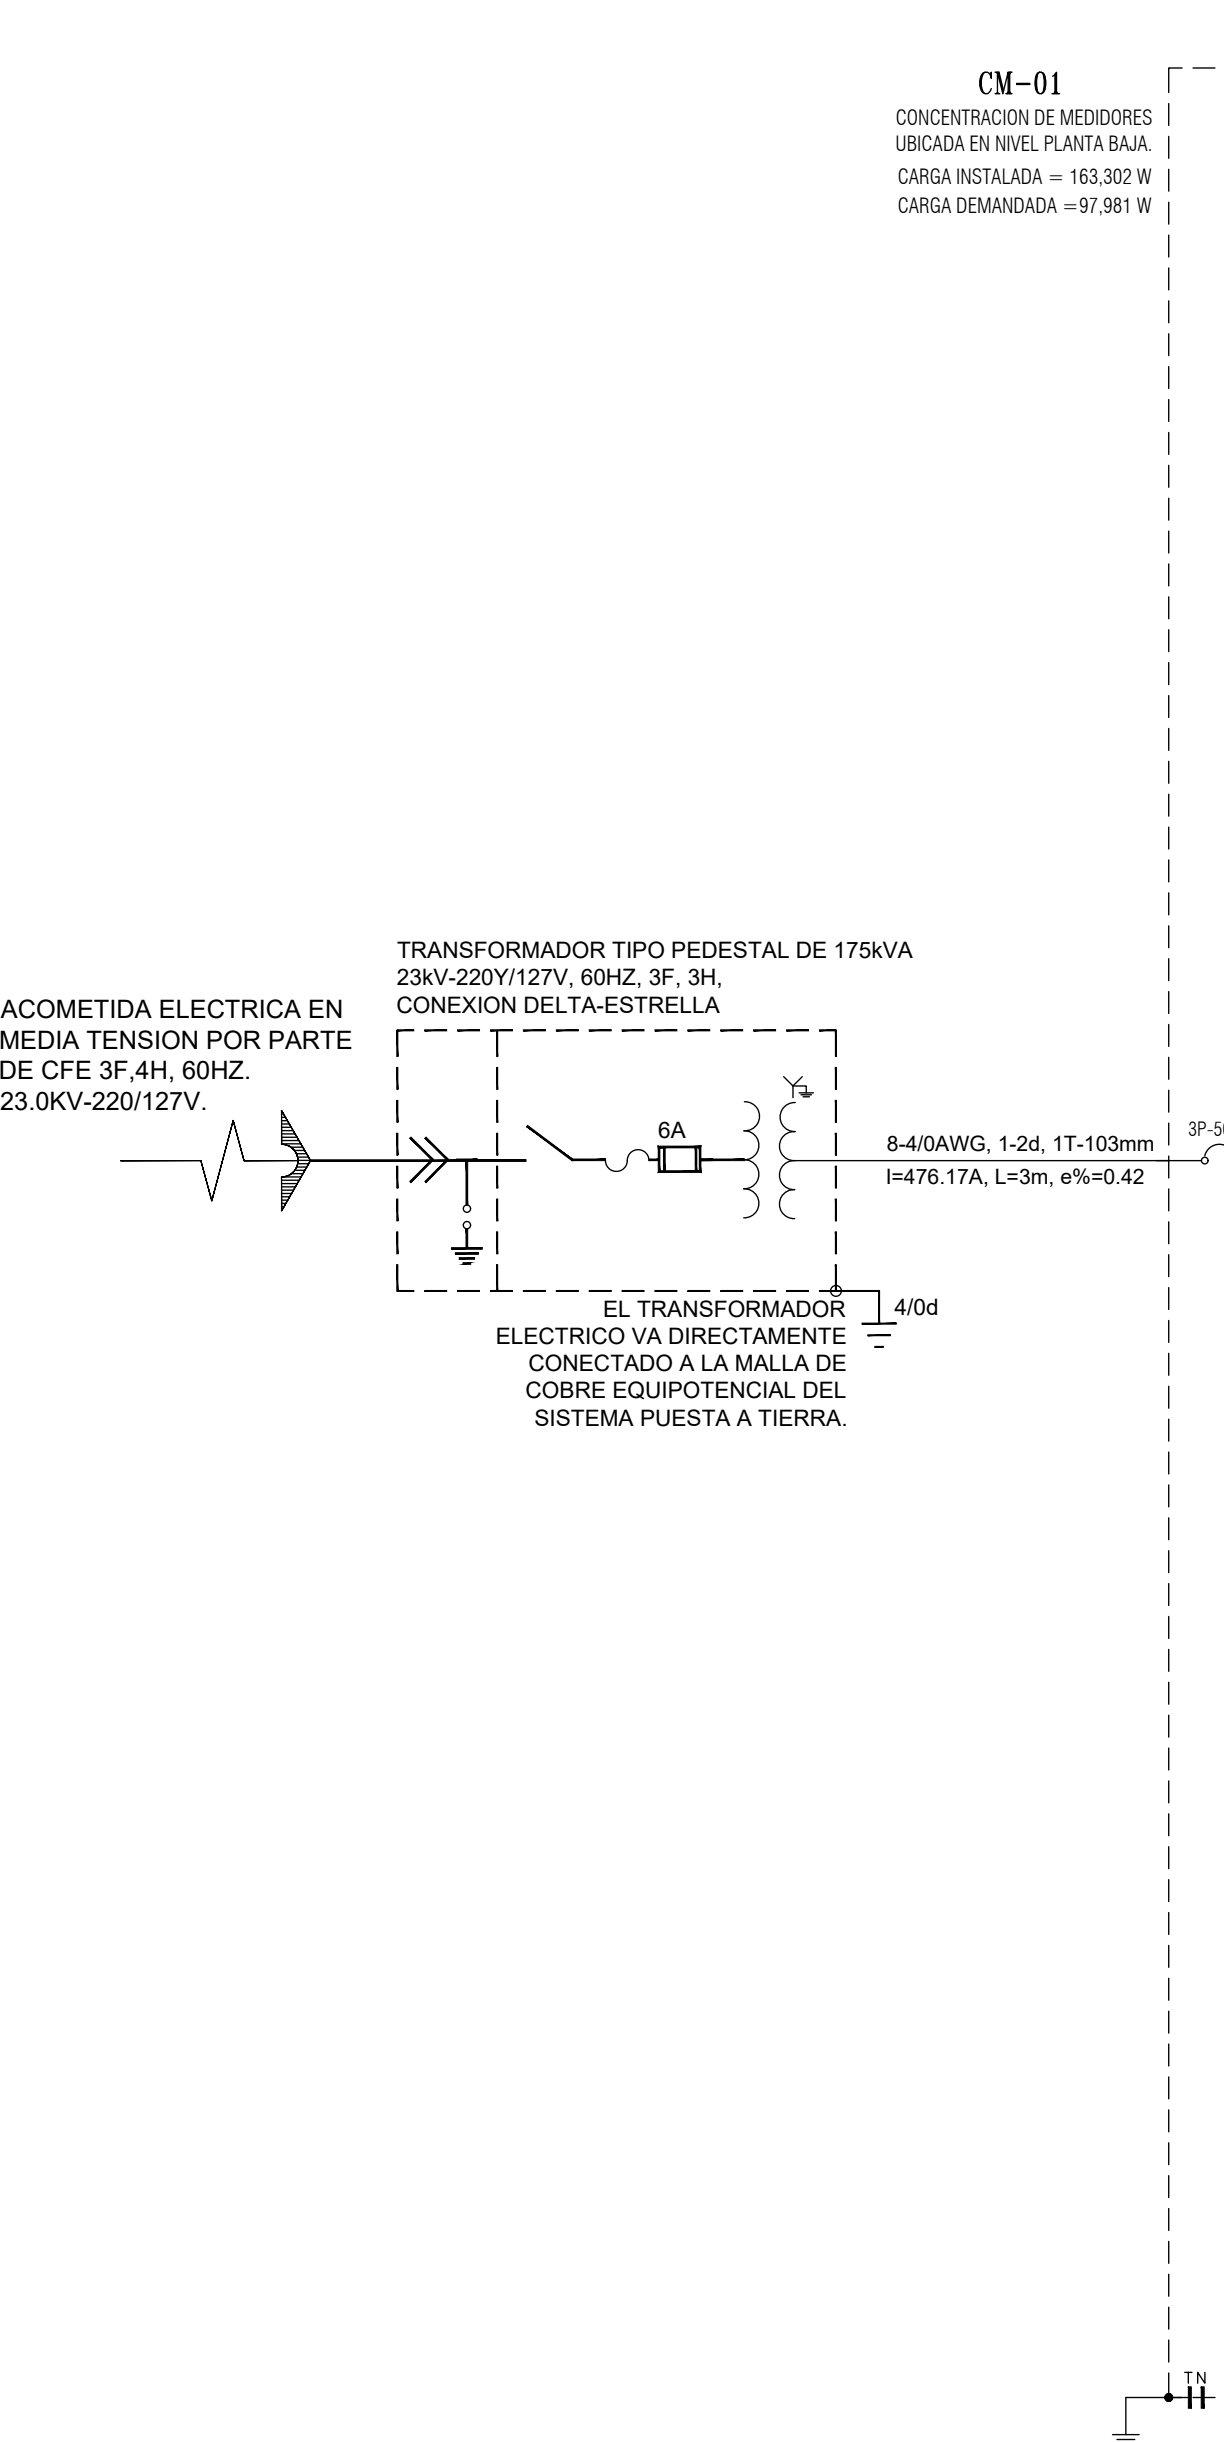 CM-01
CONCENTRACION DE MEDIDORES
UBICADA EN NIVEL PLANTA BAJA.
CARGA INSTALADA = 163,302 W
CARGA DEMANDADA =97,981 W
TRANSFORMADOR TIPO PEDESTAL DE 175kVA
23kV-220Y/127V, 60HZ, 3F, 3H,
CONEXION DELTA-ESTRELLA
ACOMETIDA ELECTRICA EN
MEDIA TENSION POR PARTE
DE CFE 3F,4H, 60HZ.
23.0KV-220/127V.
6A
8-4/0AWG, 1-2d, 1T-103mm
I=476.17A, L=3m, e%=0.42
EL TRANSFORMADOR
ELECTRICO VA DIRECTAMENTE
CONECTADO A LA MALLA DE
COBRE EQUIPOTENCIAL DEL
SISTEMA PUESTA A TIERRA.
4/0d
TN